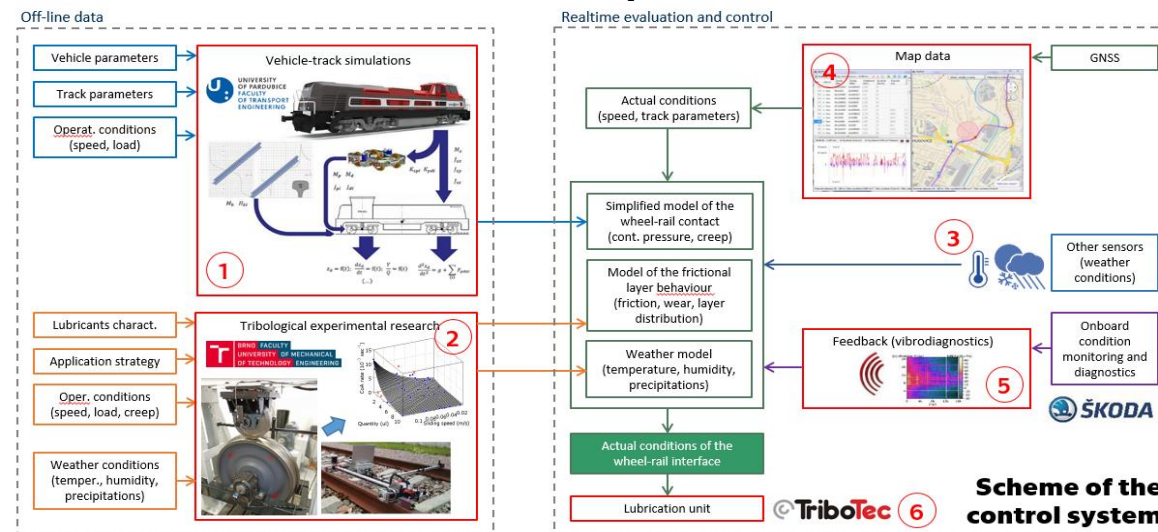 Off-line data
Realtime evaluation and control
Vehicle parameters
Track parameters
Operat. conditions
(speed, load)
Vehicle-track simulations
UNIVERSITY
OF PARDUBICE
FACULTY
OF TRANSPORT
ENGINEERING
1
Lubricants charact.
Application strategy
Oper. conditions
(speed, load, creep)
Weather conditions
(temper., humidity,
precipitations)
Tribological experimental research
2
BRNO FACULTY
UNIVERSITY OF MECHANICAL
OF TECHNOLOGY ENGINEERING
Quantity (ul)
Sliding speed (m/s)
Actual conditions
(speed, track parameters)
Simplified model of the
wheel-rail contact
(cont. pressure, creep)
Model of the frictional
layer behaviour
(friction, wear, layer
distribution)
Weather model
(temperature, humidity,
precipitations)
Actual conditions of the
wheel-rail interface
Lubrication unit
TriboTec
6
Map data
4
GNSS
3
Other sensors
(weather
conditions)
Feedback (vibrodiagnostics)
5
Onboard
condition
monitoring and
diagnostics
ŠKODA
Scheme of the
control system